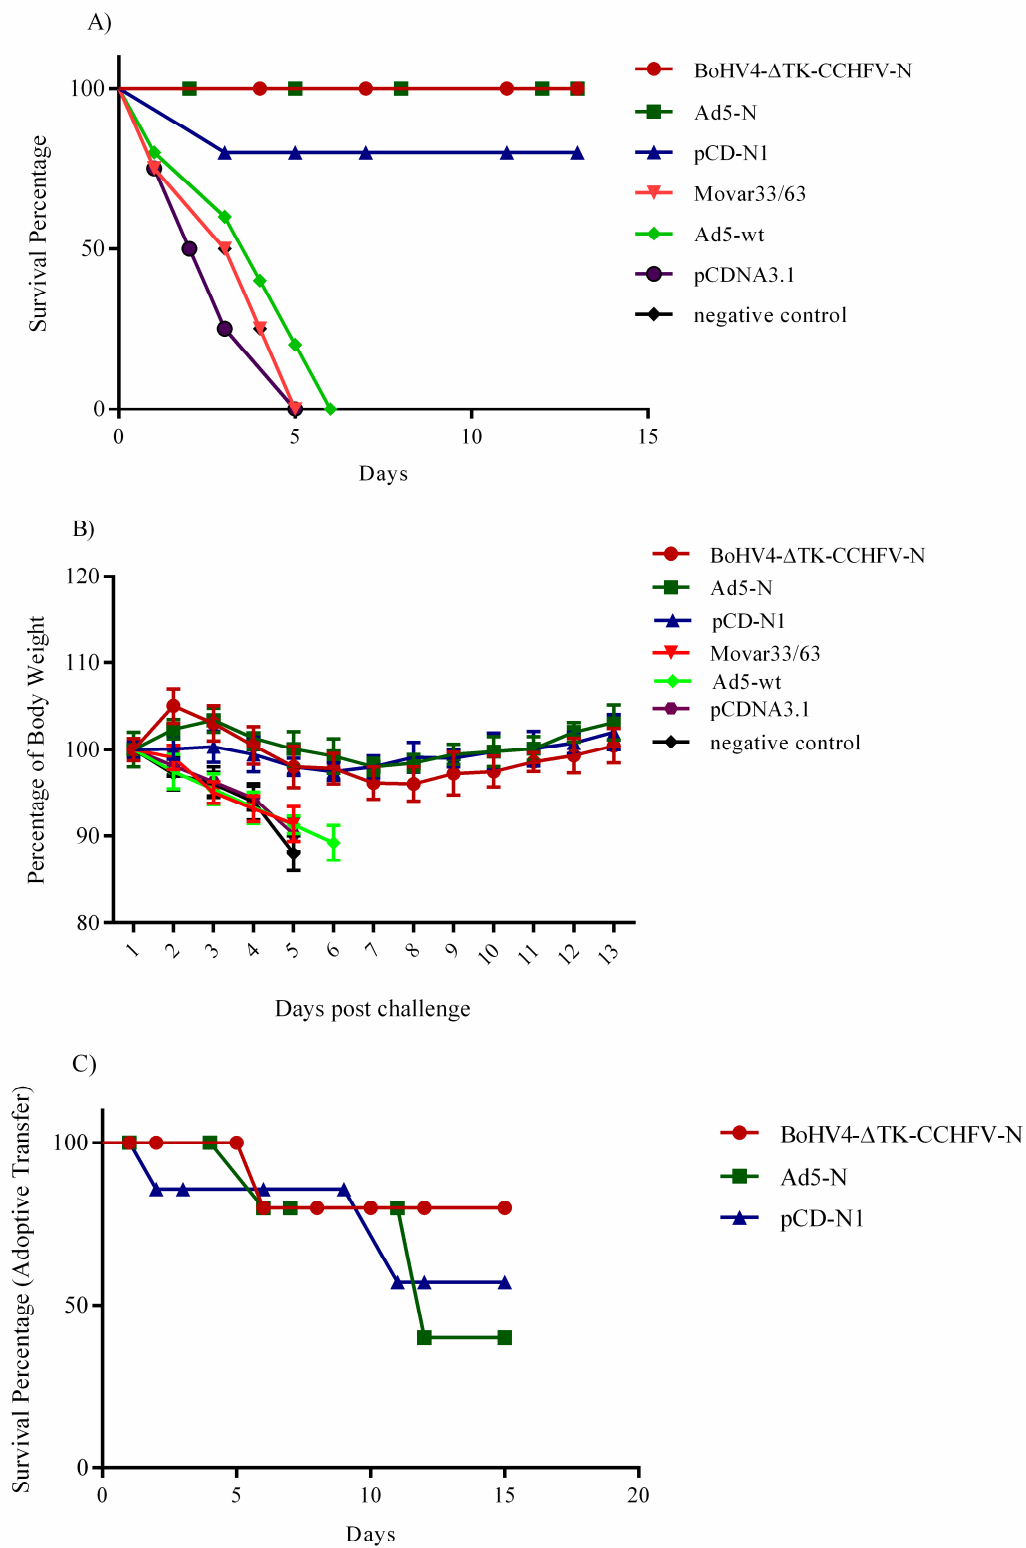 A)
Survival Percentage
100
50
0
0 5 10 15
Days
BoHV4-ΔTK-CCHFV-N
Ad5-N
pCD-N1
Movar33/63
Ad5-wt
pCDNA3.1
negative control
B)
Percentage of Body Weight
120
110
100
90
80
1 2 3 4 5 6 7 8 9 10 11 12 13
Days post challenge
BoHV4-ΔTK-CCHFV-N
Ad5-N
pCD-N1
Movar33/63
Ad5-wt
pCDNA3.1
negative control
C)
Survival Percentage (Adoptive Transfer)
100
50
0
0 5 10 15 20
Days
BoHV4-ΔTK-CCHFV-N
Ad5-N
pCD-N1